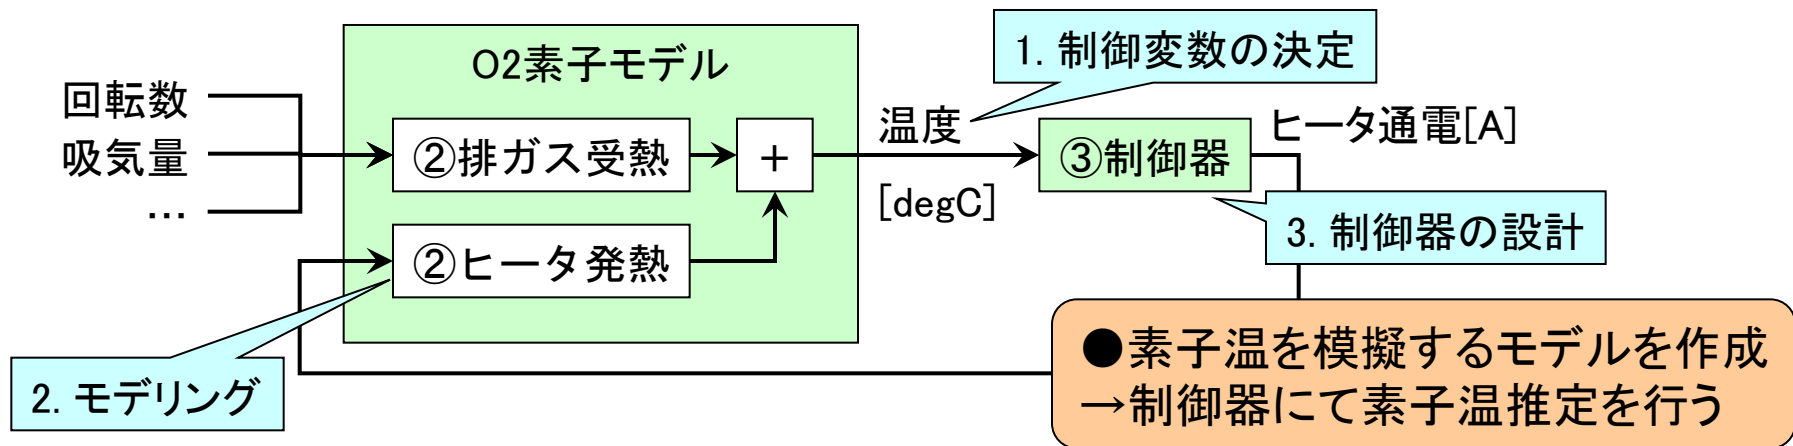 O2素子モデル
1. 制御変数の決定
回転数
吸気量
…
②排ガス受熱
+
温度
[degC]
③制御器
ヒータ通電[A]
②ヒータ発熱
3. 制御器の設計
2. モデリング
●素子温を模擬するモデルを作成
→制御器にて素子温推定を行う